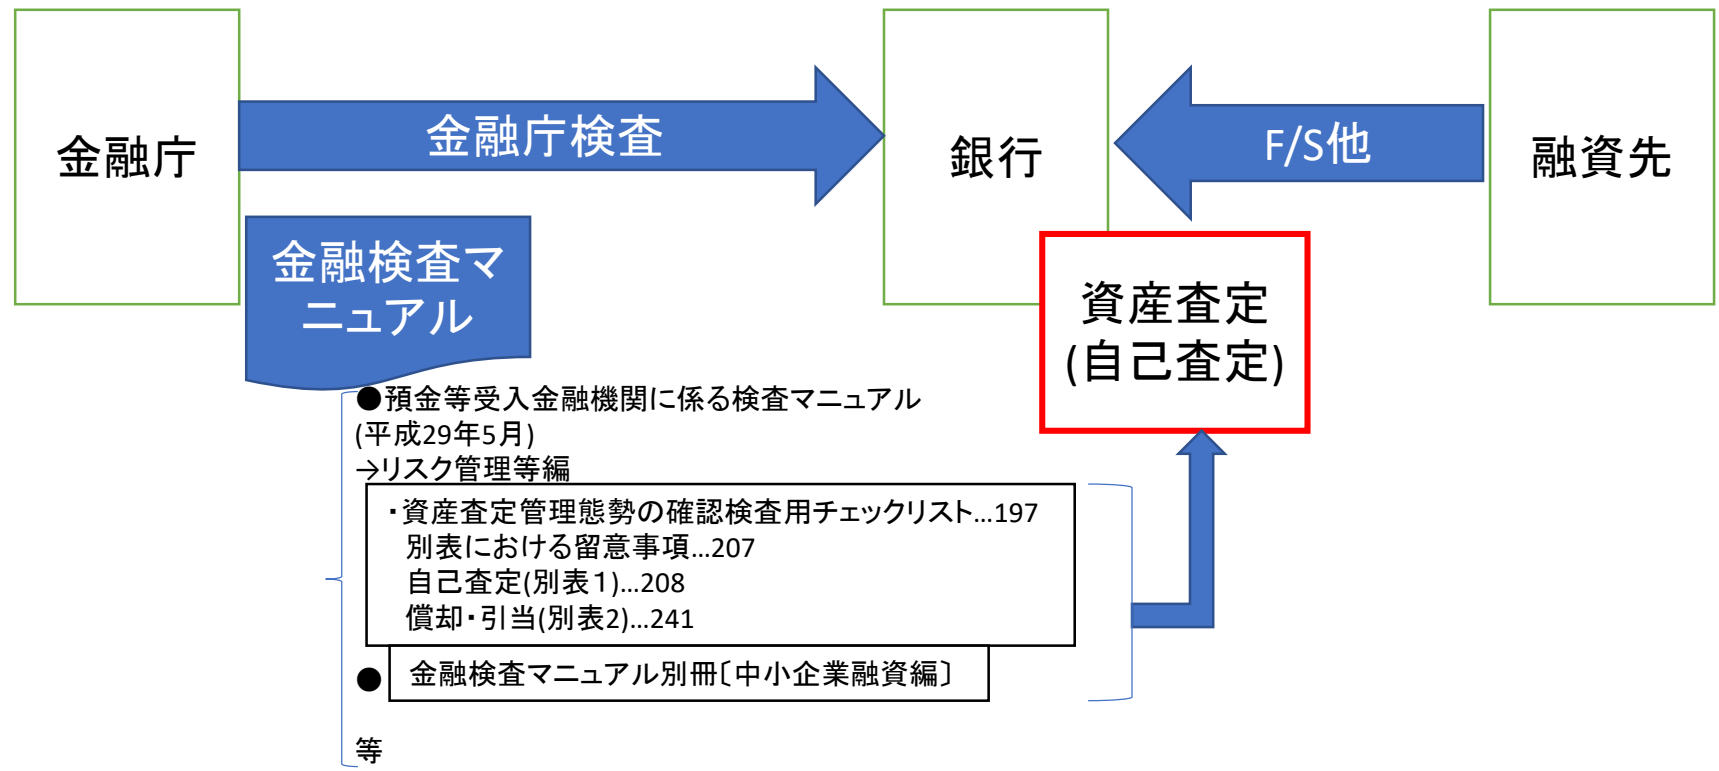 金融庁
金融庁検査
銀行
F/S他
融資先
金融検査マ
ニュアル
資産査定
(自己査定)
●預金等受入金融機関に係る検査マニュアル
(平成29年5月)
→リスク管理等編
・資産査定管理態勢の確認検査用チェックリスト…197
別表における留意事項…207
自己査定(別表１)…208
償却・引当(別表2)…241
● 金融検査マニュアル別冊〔中小企業融資編〕
等